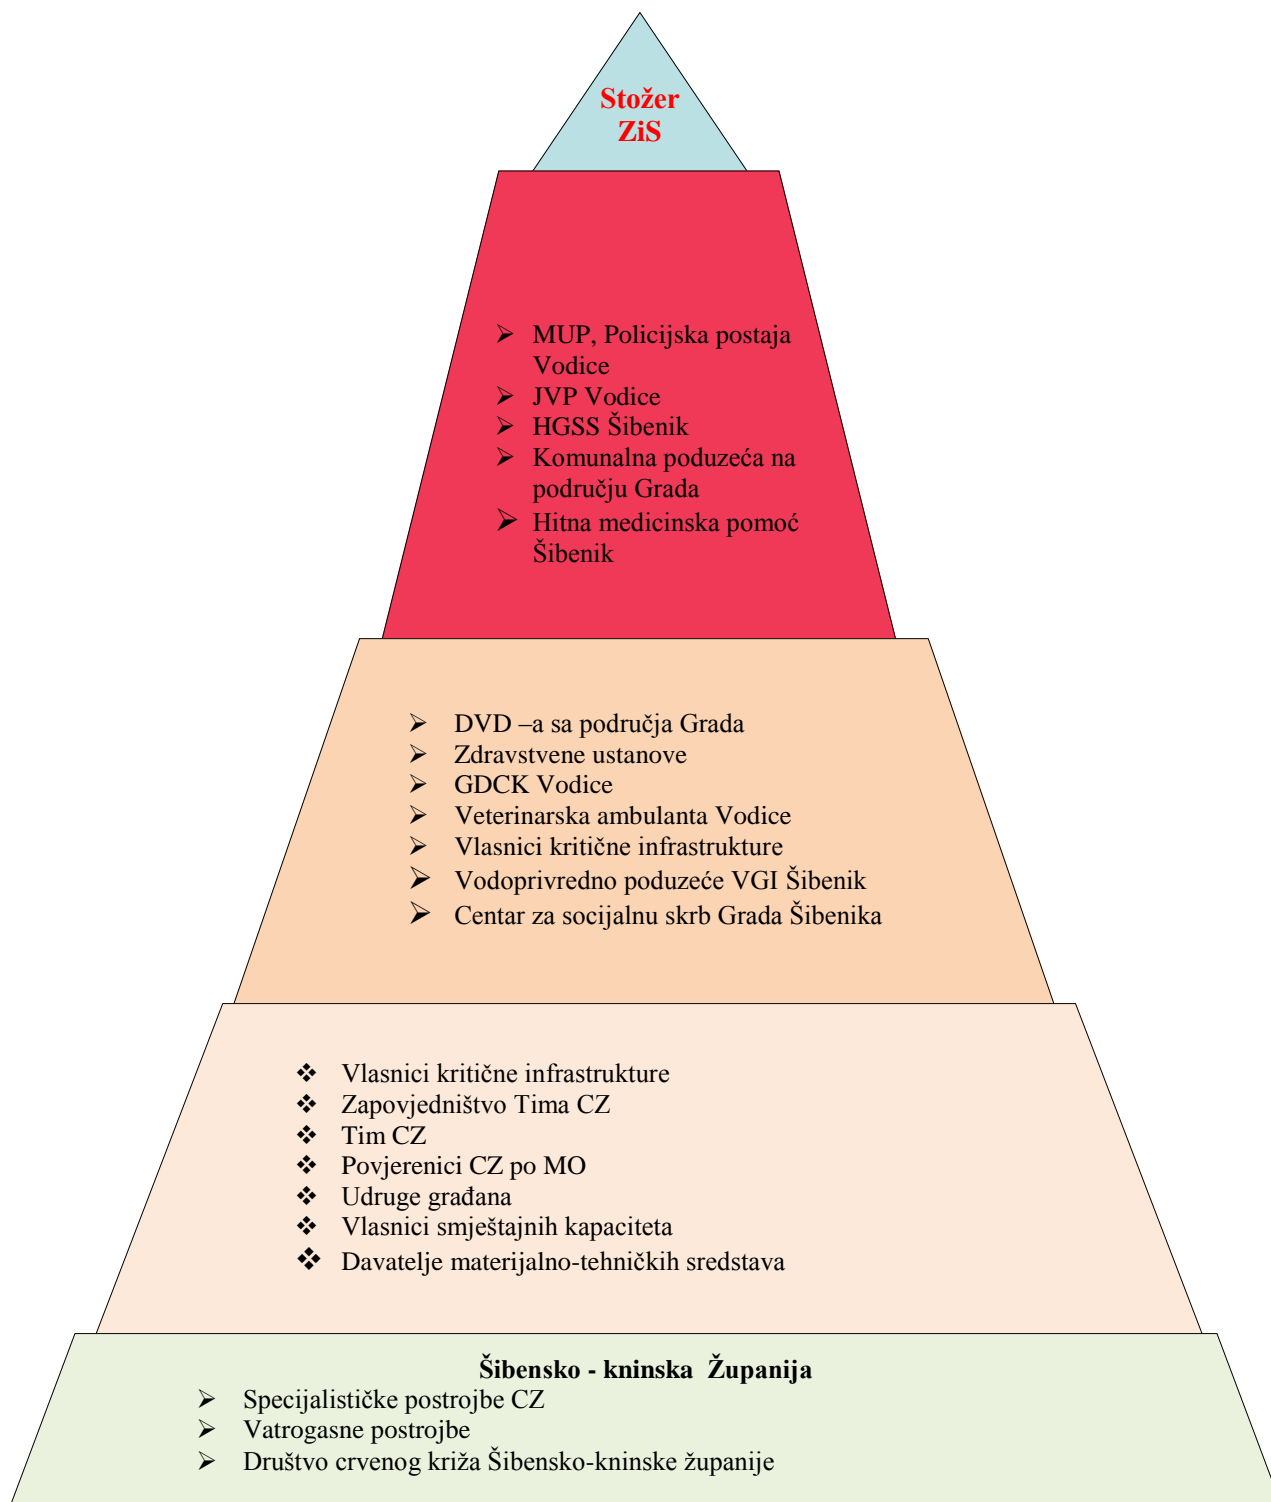 Stožer
ZiS
➢ MUP, Policijska postaja
Vodice
➢ JVP Vodice
➢ HGSS Šibenik
➢ Komunalna poduzeća na
području Grada
➢ Hitna medicinska pomoć
Šibenik
➢ DVD –a sa područja Grada
➢ Zdravstvene ustanove
➢ GDCK Vodice
➢ Veterinarska ambulanta Vodice
➢ Vlasnici kritične infrastrukture
➢ Vodoprivredno poduzeće VGI Šibenik
➢ Centar za socijalnu skrb Grada Šibenika
❖ Vlasnici kritične infrastrukture
❖ Zapovjedništvo Tima CZ
❖ Tim CZ
❖ Povjerenici CZ po MO
❖ Udruge građana
❖ Vlasnici smještajnih kapaciteta
❖ Davatelje materijalno-tehničkih sredstava
Šibensko - kninska Županija
➢ Specijalističke postrojbe CZ
➢ Vatrogasne postrojbe
➢ Društvo crvenog križa Šibensko-kninske županije